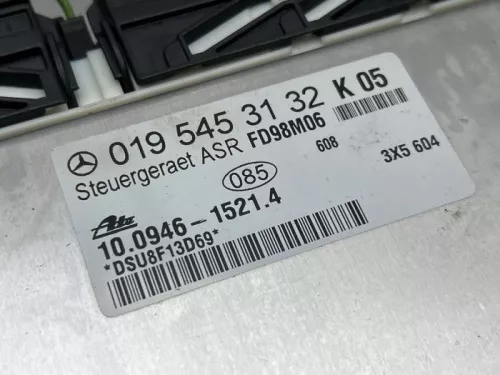 019 545 31 32 K 05
Steuergeraet ASR FD98M06
608 3X5 604
085
Ate
10.0946-1521.4
*DSU8F13D69*